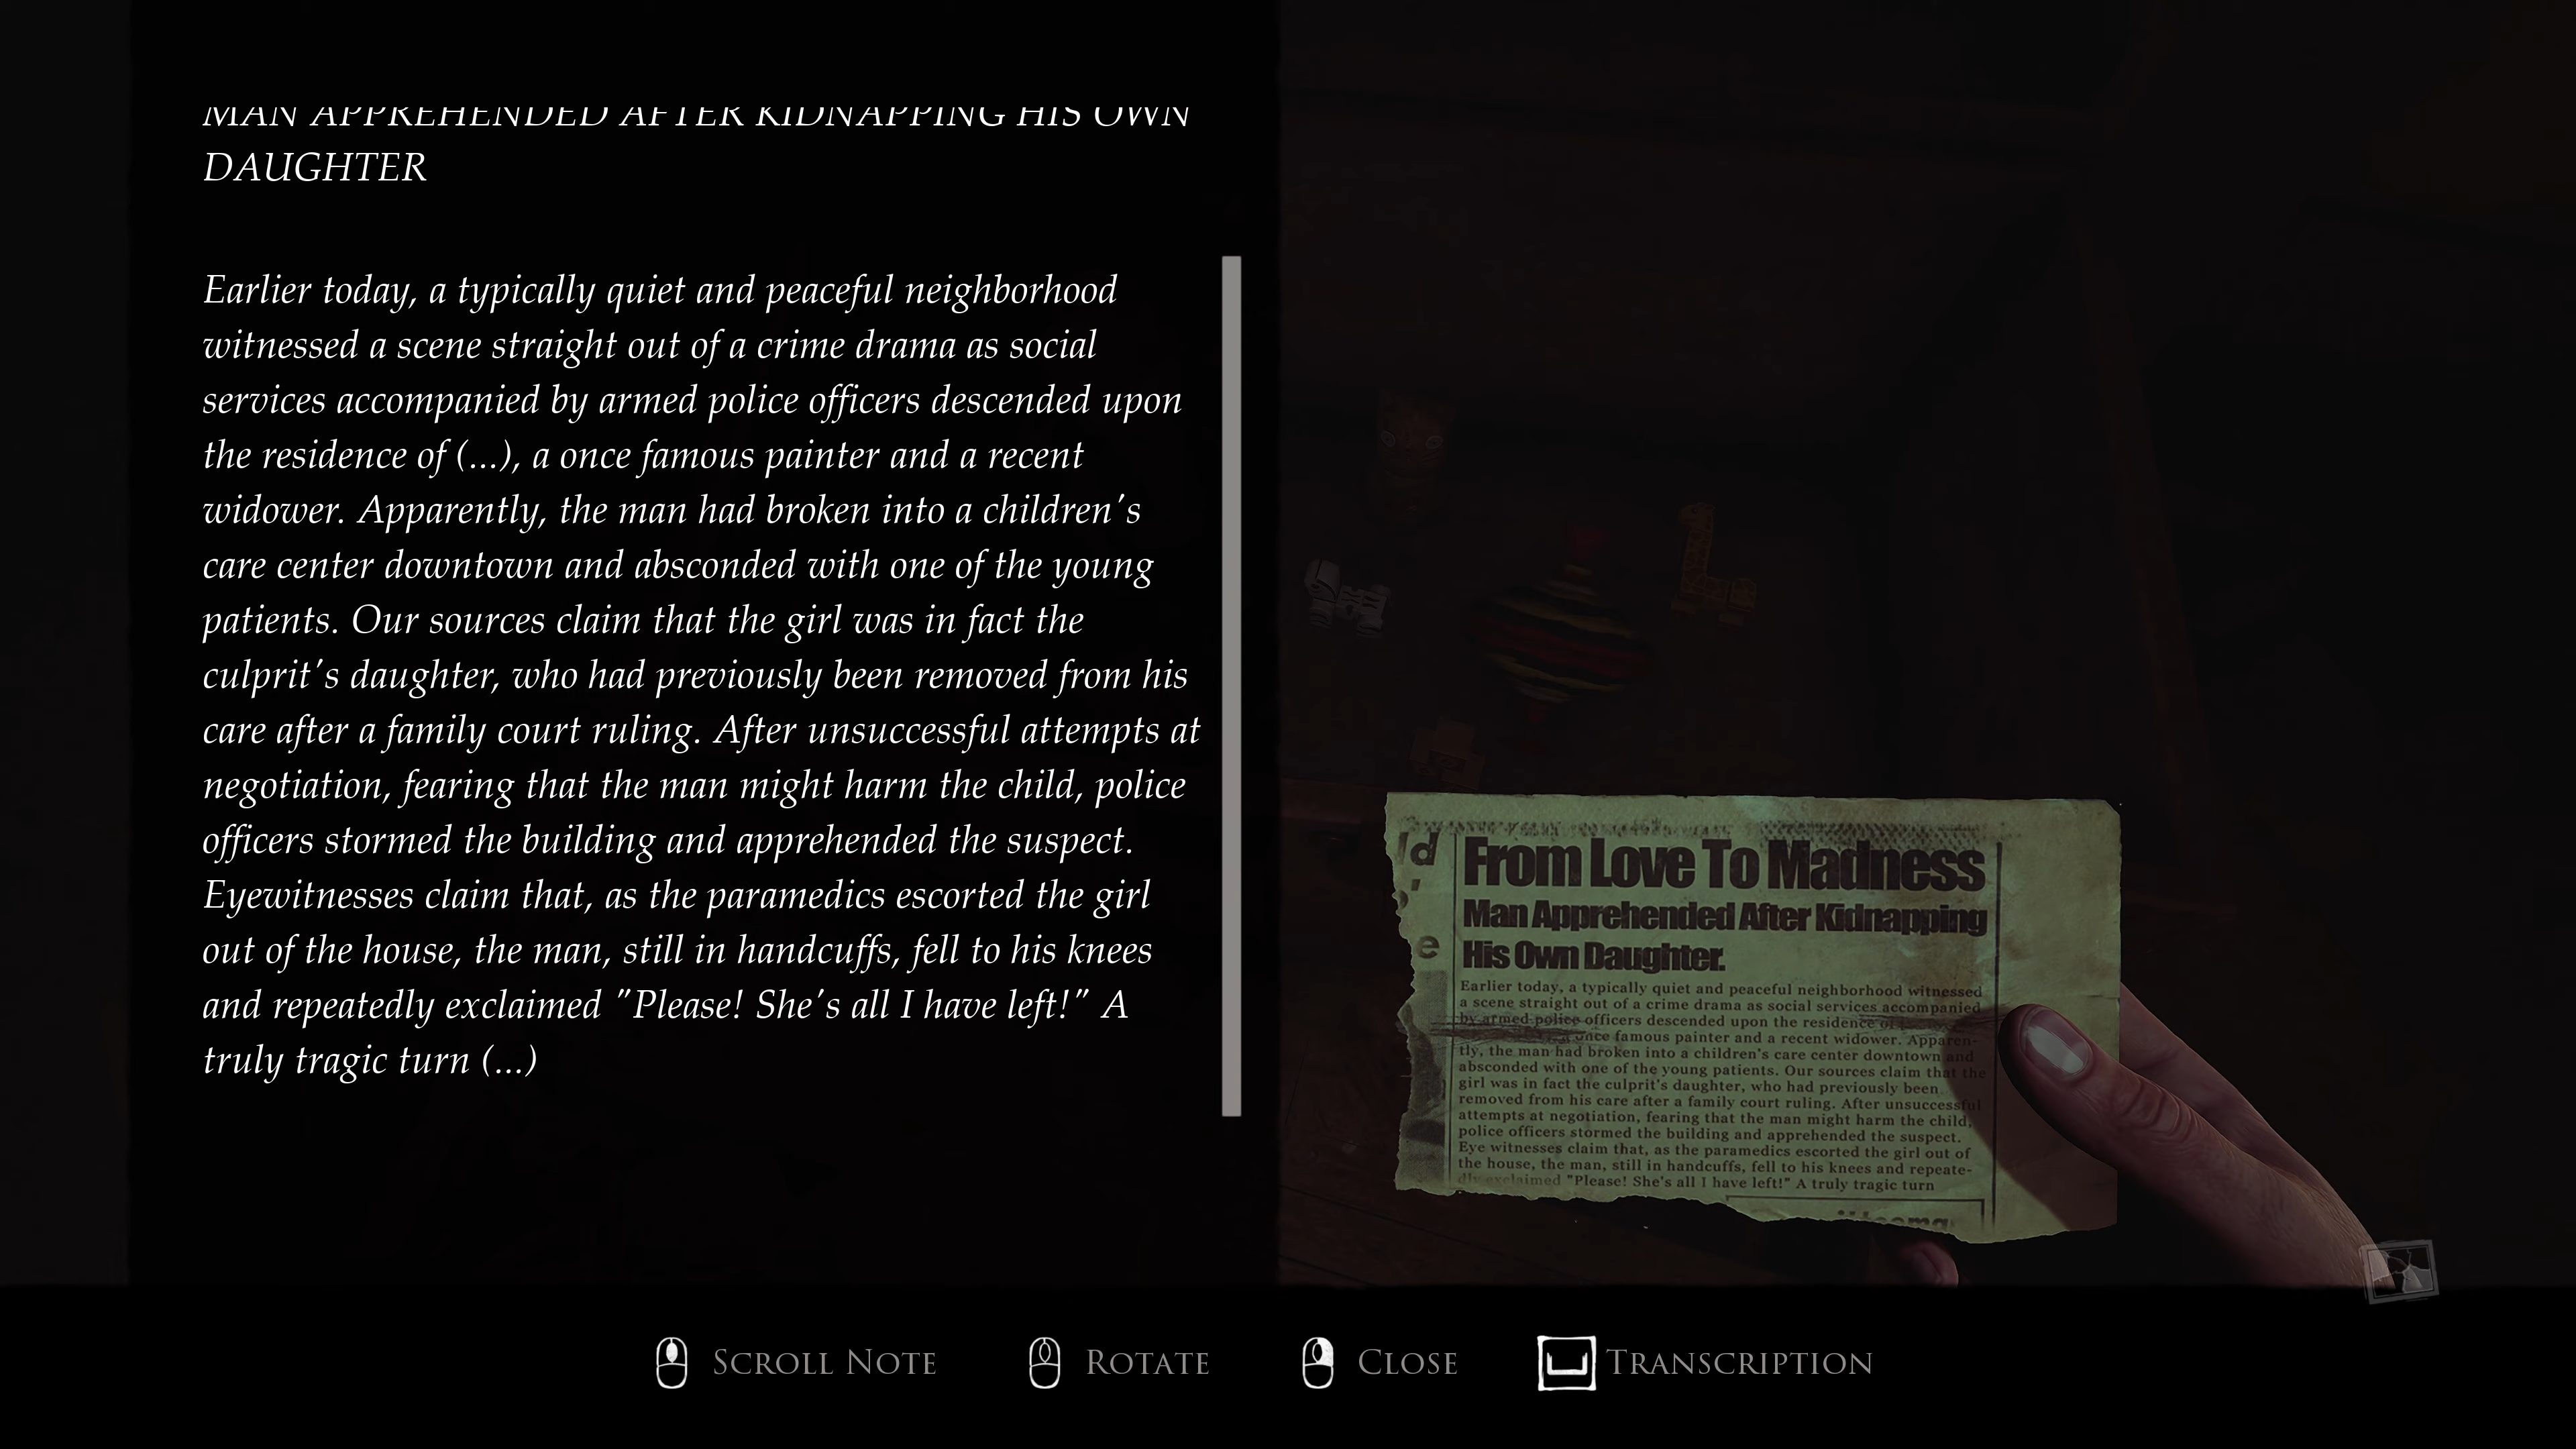 MAN APPREHENDED AFTER KIDNAPPING HIS OWN
DAUGHTER
Earlier today, a typically quiet and peaceful neighborhood
witnessed a scene straight out of a crime drama as social
services accompanied by armed police officers descended upon
the residence of (...), a once famous painter and a recent
widower. Apparently, the man had broken into a children's
care center downtown and absconded with one of the young
patients. Our sources claim that the girl was in fact the
culprit's daughter, who had previously been removed from his
care after a family court ruling. After unsuccessful attempts at
negotiation, fearing that the man might harm the child, police
officers stormed the building and apprehended the suspect.
Eyewitnesses claim that, as the paramedics escorted the girl
out of the house, the man, still in handcuffs, fell to his knees
and repeatedly exclaimed "Please! She's all I have left!" A
truly tragic turn (...)
ld
e
From Love To Madness
Man Apprehended After Kidnapping
His Own Daughter.
Earlier today, a typically quiet and peaceful neighborhood witnessed
a scene straight out of a crime drama as social services accompanied
by armed police officers descended upon the residence of
once famous painter and a recent widower. Apparen-
tly, the man had broken into a children's care center downtown and
absconded with one of the young patients. Our sources claim that the
girl was in fact the culprit's daughter, who had previously been
removed from his care after a family court ruling. After unsuccessful
attempts at negotiation, fearing that the man might harm the child,
police officers stormed the building and apprehended the suspect.
Eye witnesses claim that, as the paramedics escorted the girl out of
the house, the man, still in handcuffs, fell to his knees and repeate-
dly exclaimed "Please! She's all I have left!" A truly tragic turn
SCROLL NOTE
ROTATE
CLOSE
TRANSCRIPTION